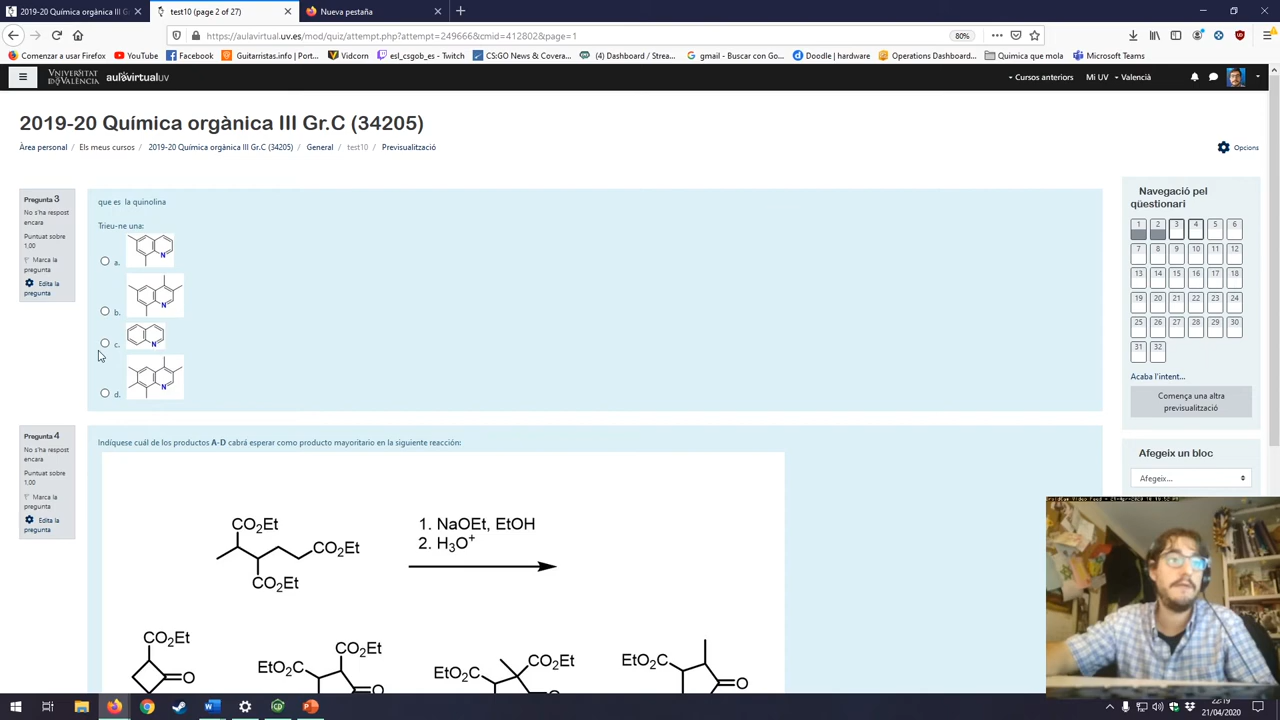 2019-20 Química orgànica III G
test10 (page 2 of 27)
Nueva pestaña
https://aulavirtual.uv.es/mod/quiz/attempt.php?attempt=249666&cmid=412802&page=1
80%
Comenzar a usar Firefox
YouTube
Facebook
Guitarristas.info (Port...
Vidcorn
esl_csgob_es - Twitch
CS:GO News & Covera...
(4) Dashboard / Strea...
gmail - Buscar con Go...
Doodle | hardware
Operations Dashboard...
Quimica que mola
Microsoft Teams
VNIVERSITAT
DE VALÈNCIA
aulavirtualuv
Cursos anteriors
Mi UV
Valencià
2019-20 Química orgànica III Gr.C (34205)
Àrea personal / Els meus cursos / 2019-20 Química orgànica III Gr.C (34205) / General / test10 / Previsualització
Opcions
Pregunta 3
No s'ha respost
encara
Puntuat sobre
1,00
Marca la
pregunta
Edita la
pregunta
que es la quinolina
Trieu-ne una:
a.
N
b.
N
c.
N
d.
N
Navegació pel
qüestionari
1 2 3 4 5 6
7 8 9 10 11 12
13 14 15 16 17 18
19 20 21 22 23 24
25 26 27 28 29 30
31 32
Acaba l'intent...
Comença una altra
previsualització
Afegeix un bloc
Afegeix...
Pregunta 4
No s'ha respost
encara
Puntuat sobre
1,00
Marca la
pregunta
Edita la
pregunta
Indíquese cuál de los productos A-D cabrá esperar como producto mayoritario en la siguiente reacción:
CO2Et
CO2Et
CO2Et
1. NaOEt, EtOH
2. H3O+
CO2Et
O
EtO2C
CO2Et
O
EtO2C
CO2Et
O
EtO2C
O
22:19
21/04/2020